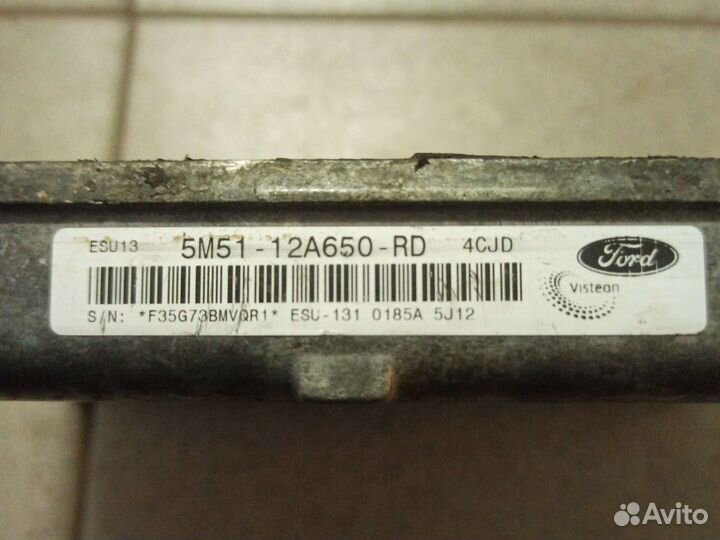 ESU13 5M51-12A650-RD 4CJD
Ford
Visteon
S/N: *F35G73BMVQR1* ESU-131 0185A 5J12
Avito